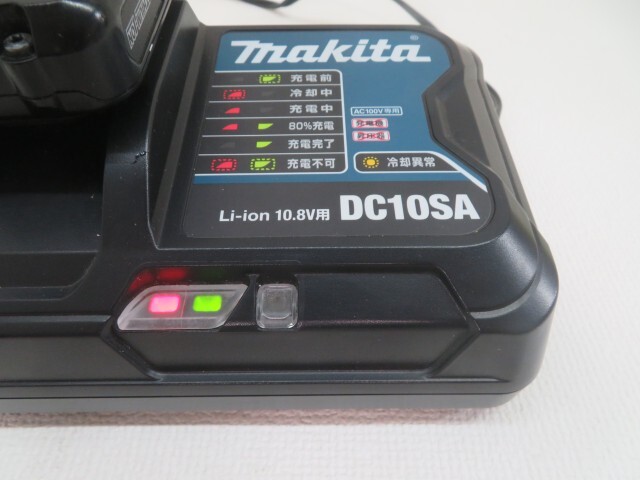 makita
充電前
冷却中
充電中
80%充電
充電完了
充電不可
AC100V専用
冷却異常
Li-ion 10.8V用 DC10SA